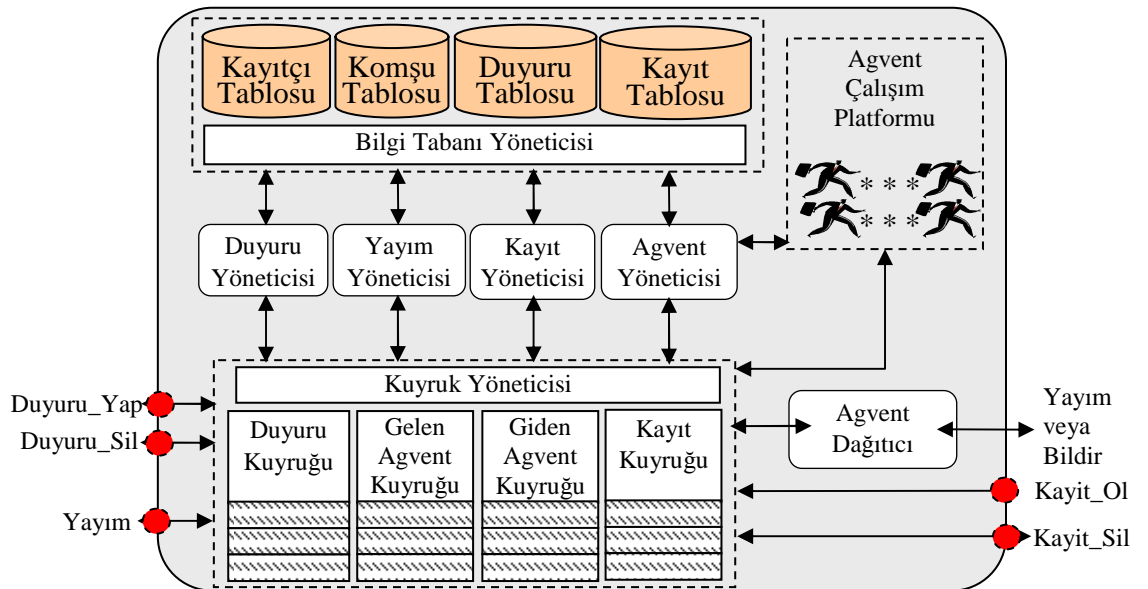 Kayıtçı
Tablosu
Komşu
Tablosu
Duyuru
Tablosu
Kayıt
Tablosu
Bilgi Tabanı Yöneticisi
Agvent
Çalışım
Platformu
* * *
* * *
Duyuru
Yöneticisi
Yayım
Yöneticisi
Kayıt
Yöneticisi
Agvent
Yöneticisi
Kuyruk Yöneticisi
Duyuru
Kuyruğu
Gelen
Agvent
Kuyruğu
Giden
Agvent
Kuyruğu
Kayıt
Kuyruğu
Duyuru_Yap
Duyuru_Sil
Yayım
Agvent
Dağıtıcı
Yayım
veya
Bildir
Kayit_Ol
Kayit_Sil